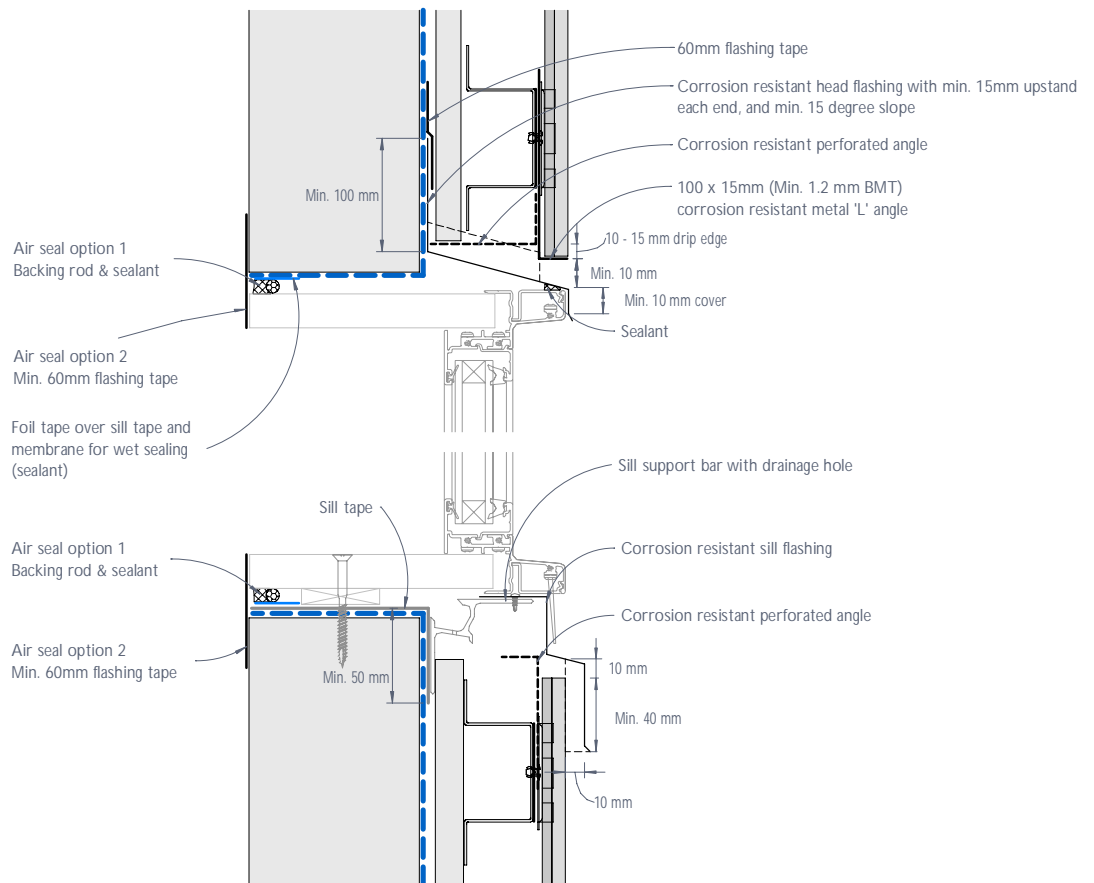 60mm flashing tape
Corrosion resistant head flashing with min. 15mm upstand
each end, and min. 15 degree slope
Corrosion resistant perforated angle
Min. 100 mm
100 x 15mm (Min. 1.2 mm BMT)
corrosion resistant metal 'L' angle
10 - 15 mm drip edge
Air seal option 1
Backing rod & sealant
Min. 10 mm
Min. 10 mm cover
Sealant
Air seal option 2
Min. 60mm flashing tape
Foil tape over sill tape and
membrane for wet sealing
(sealant)
Sill support bar with drainage hole
Sill tape
Air seal option 1
Backing rod & sealant
Corrosion resistant sill flashing
Corrosion resistant perforated angle
Air seal option 2
Min. 60mm flashing tape
Min. 50 mm
10 mm
Min. 40 mm
10 mm